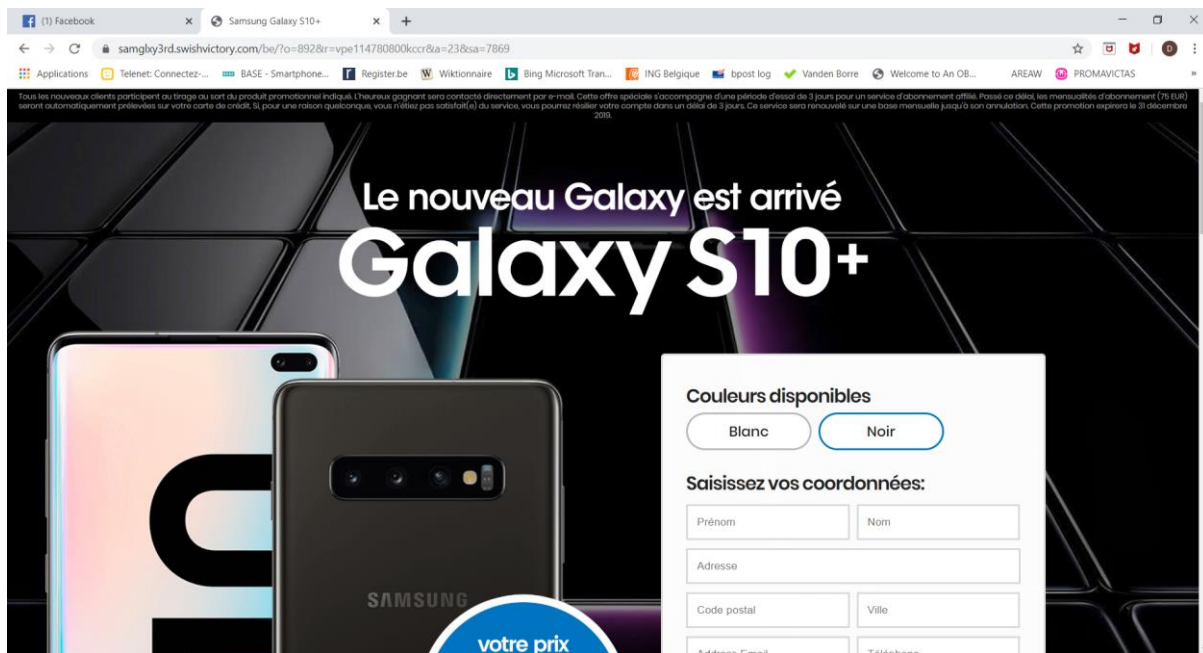 (1) Facebook
Samsung Galaxy S10+
samglxy3rd.swishvictory.com/be/?o=892&r=vpe114780800kccr&a=23&sa=7869
Applications Telenet: Connectez-... BASE - Smartphone... Register.be Wiktionnaire Bing Microsoft Tran... ING Belgique bpost log Vanden Borre Welcome to An OB... AREAW PROMAVICTAS
Tous les nouveaux clients participent au tirage au sort du produit promotionnel indiqué. L'heureux gagnant sera contacté directement par e-mail. Cette offre spéciale s'accompagne d'une période d'essai de 3 jours pour un service d'abonnement affilié. Passé ce délai, les mensualités d'abonnement (75 EUR)
seront automatiquement prélevées sur votre carte de crédit. Si, pour une raison quelconque, vous n'étiez pas satisfait(e) du service, vous pourrez résilier votre compte dans un délai de 3 jours. Ce service sera renouvelé sur une base mensuelle jusqu'à son annulation. Cette promotion expirera le 31 décembre
2019.
Le nouveau Galaxy est arrivé
Galaxy S10+
Couleurs disponibles
Blanc Noir
Saisissez vos coordonnées:
Prénom Nom
Adresse
Code postal Ville
Addresse Email Téléphone
SAMSUNG
votre prix